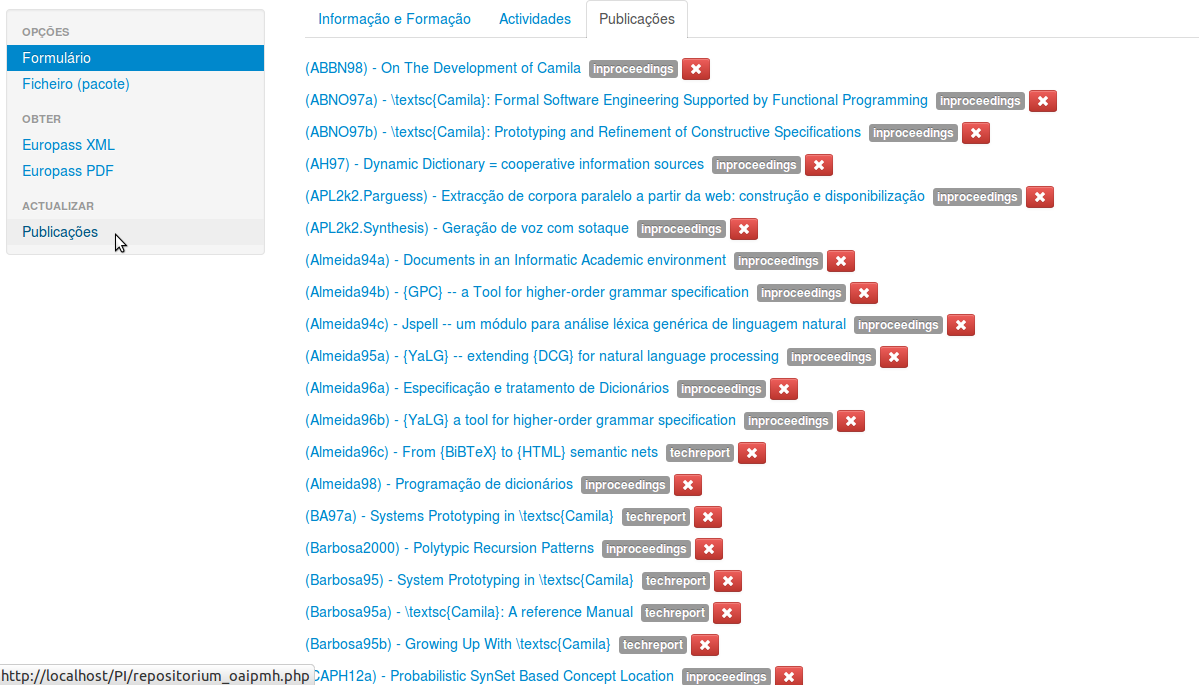 OPÇÕES
Formulário
Ficheiro (pacote)
OBTER
Europass XML
Europass PDF
ACTUALIZAR
Publicações
Informação e Formação Actividades Publicações
(ABBN98) - On The Development of Camila inproceedings
(ABNO97a) - \textsc{Camila}: Formal Software Engineering Supported by Functional Programming inproceedings
(ABNO97b) - \textsc{Camila}: Prototyping and Refinement of Constructive Specifications inproceedings
(AH97) - Dynamic Dictionary = cooperative information sources inproceedings
(APL2k2.Parguess) - Extracção de corpora paralelo a partir da web: construção e disponibilização inproceedings
(APL2k2.Synthesis) - Geração de voz com sotaque inproceedings
(Almeida94a) - Documents in an Informatic Academic environment inproceedings
(Almeida94b) - {GPC} -- a Tool for higher-order grammar specification inproceedings
(Almeida94c) - Jspell -- um módulo para análise léxica genérica de linguagem natural inproceedings
(Almeida95a) - {YaLG} -- extending {DCG} for natural language processing inproceedings
(Almeida96a) - Especificação e tratamento de Dicionários inproceedings
(Almeida96b) - {YaLG} a tool for higher-order grammar specification inproceedings
(Almeida96c) - From {BiBTeX} to {HTML} semantic nets techreport
(Almeida98) - Programação de dicionários inproceedings
(BA97a) - Systems Prototyping in \textsc{Camila} techreport
(Barbosa2000) - Polytypic Recursion Patterns inproceedings
(Barbosa95) - System Prototyping in \textsc{Camila} techreport
(Barbosa95a) - \textsc{Camila}: A reference Manual techreport
(Barbosa95b) - Growing Up With \textsc{Camila} techreport
CAPH12a) - Probabilistic SynSet Based Concept Location inproceedings
http://localhost/PI/repositorium_oaipmh.php